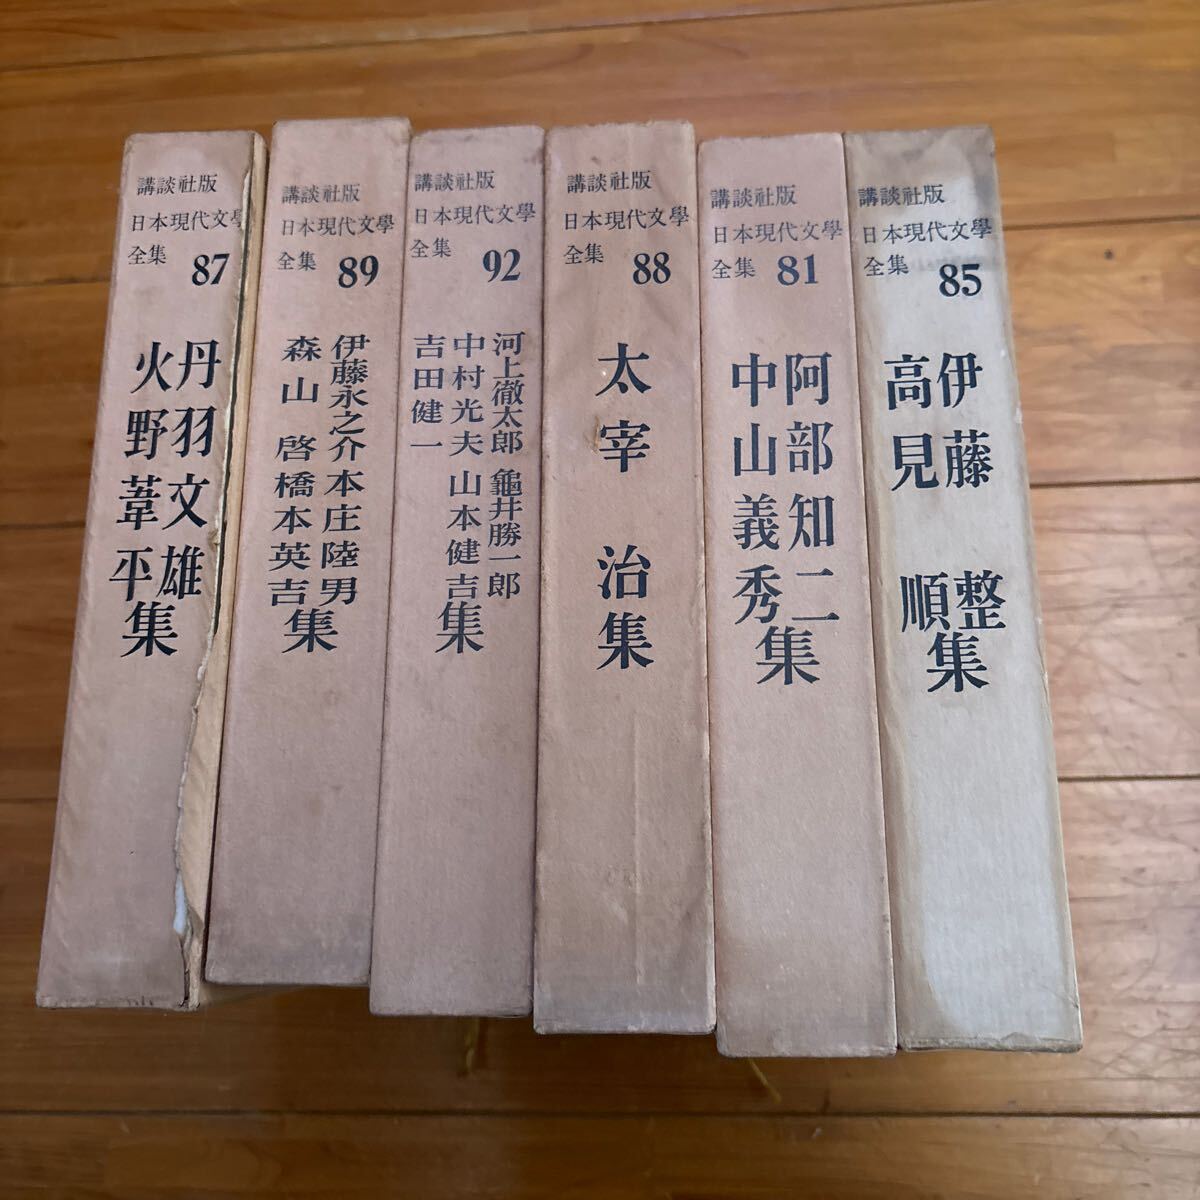 講談社版
日本現代文學
全集 87
丹羽文雄
火野葦平
集
講談社版
日本現代文學
全集 89
伊藤永之介 本庄陸男
森山啓 橋本英吉
集
講談社版
日本現代文學
全集 92
河上徹太郎 龜井勝一郎
中村光夫 山本健吉
吉田健一
集
講談社版
日本現代文學
全集 88
太宰治集
講談社版
日本現代文學
全集 81
阿部知二
中山義秀
集
講談社版
日本現代文學
全集 85
伊藤整
高見順
集